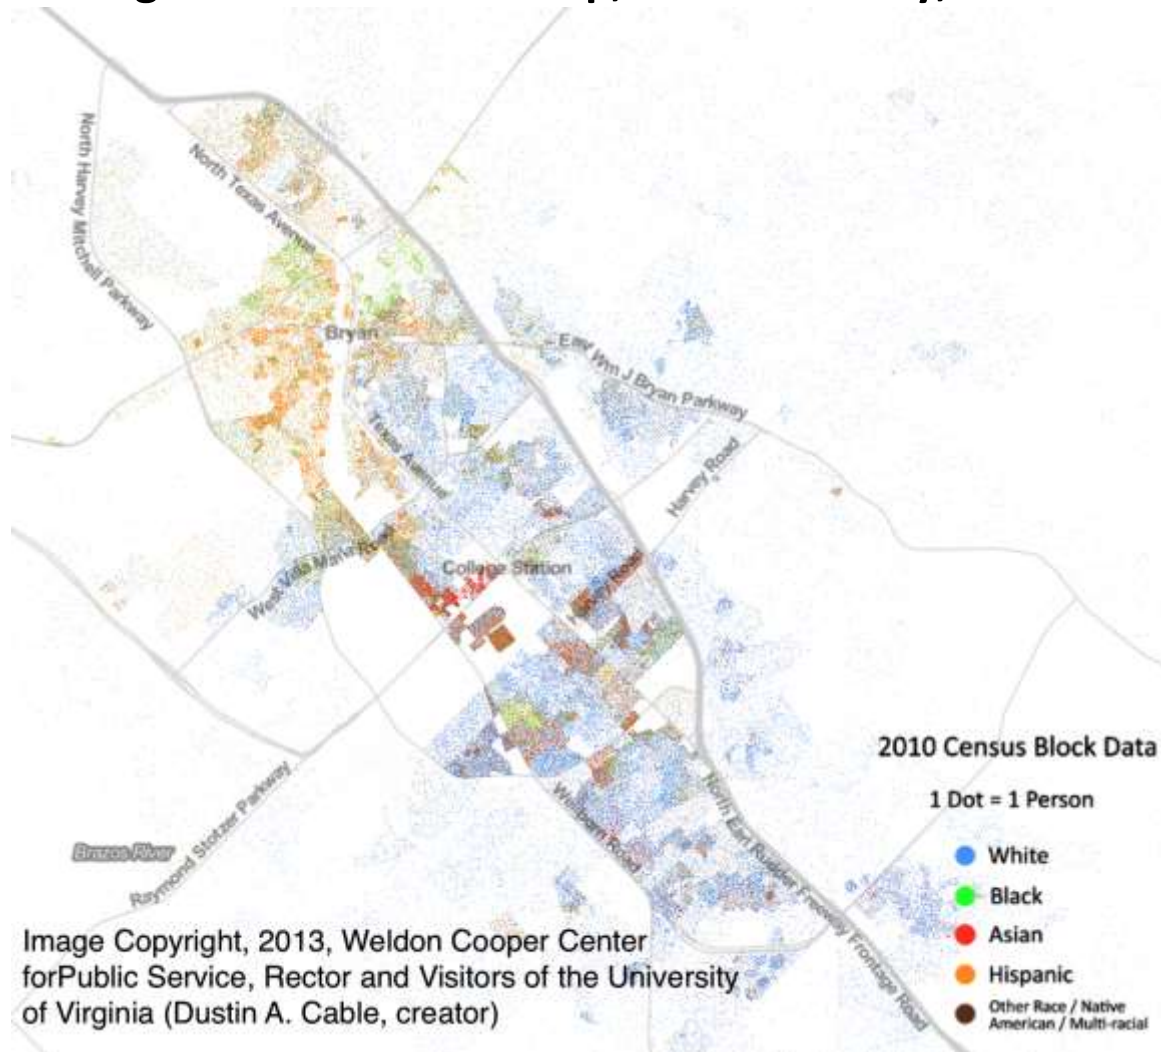 North Harvey Mitchell Parkway
North Texas Avenue
Bryan
East Wm J Bryan Parkway
Texas Avenue
Harvey Road
West Villa Maria Road
College Station
2010 Census Block Data
1 Dot = 1 Person
White
Black
Asian
Hispanic
Other Race / Native
American / Multi-racial
North Earl Rudder Freeway Frontage Road
Wellborn Road
Raymond Stotzer Parkway
Brazos River
Image Copyright, 2013, Weldon Cooper Center
forPublic Service, Rector and Visitors of the University
of Virginia (Dustin A. Cable, creator)